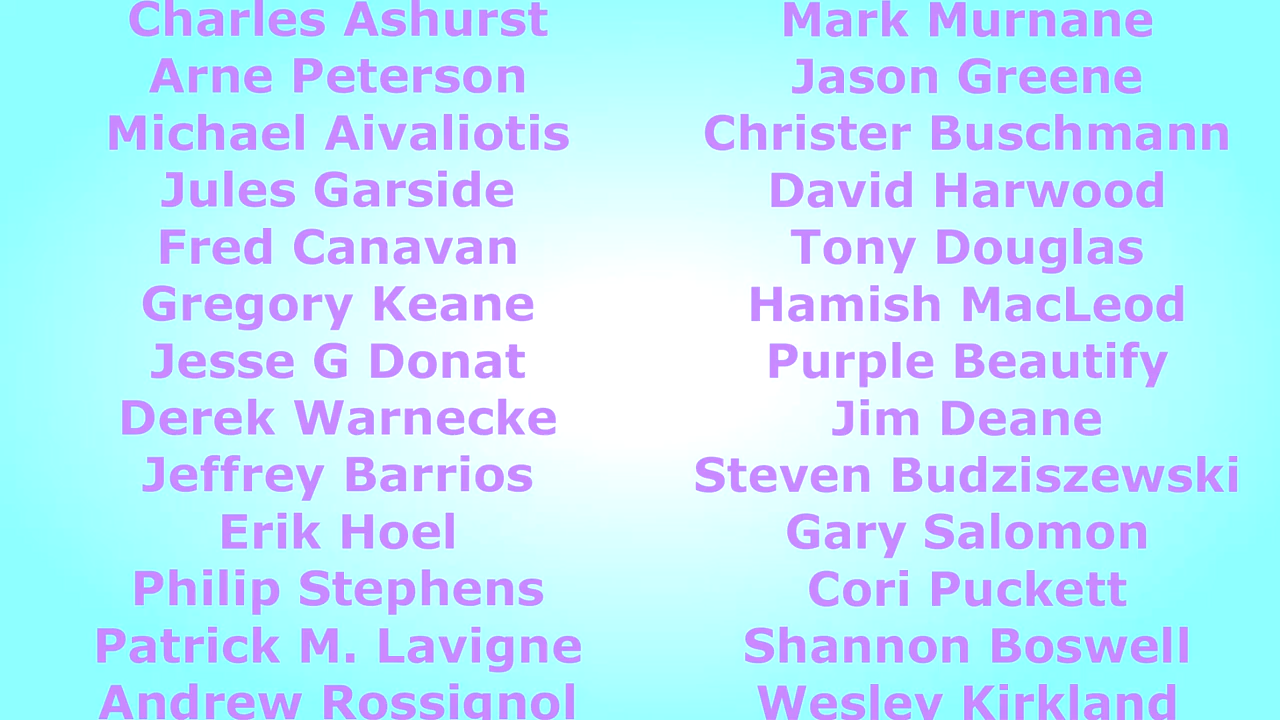 Charles Ashurst
Mark Murnane
Arne Peterson
Jason Greene
Michael Aivaliotis
Christer Buschmann
Jules Garside
David Harwood
Fred Canavan
Tony Douglas
Gregory Keane
Hamish MacLeod
Jesse G Donat
Purple Beautify
Derek Warnecke
Jim Deane
Jeffrey Barrios
Steven Budziszewski
Erik Hoel
Gary Salomon
Philip Stephens
Cori Puckett
Patrick M. Lavigne
Shannon Boswell
Andrew Rossignol
Wesley Kirkland